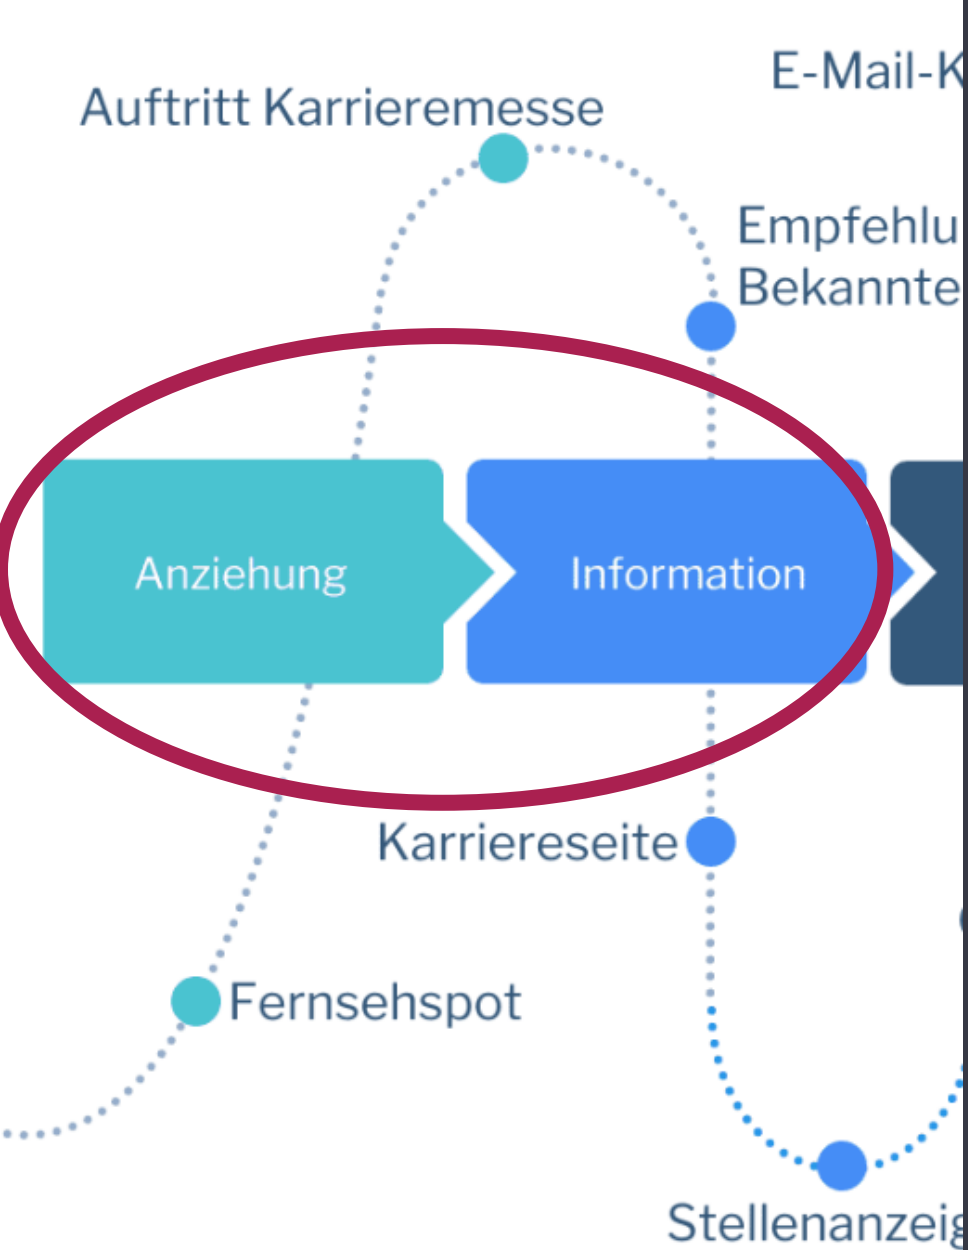 E-Mail-K
Auftritt Karrieremesse
Empfehlu
Bekannte
Anziehung
Information
Karriereseite
Fernsehspot
Stellenanzeig